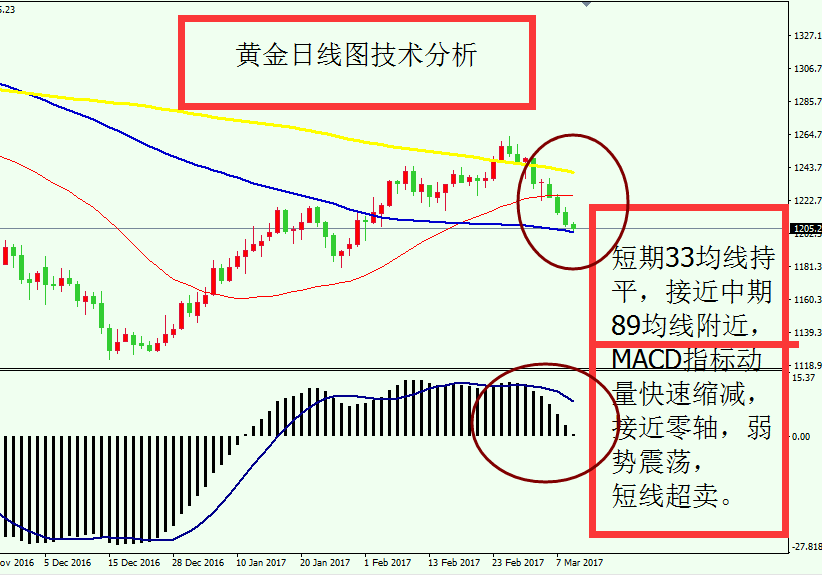 5.23
黄金日线图技术分析
1327.1
1306.7
1285.7
1264.7
1243.7
1222.7
1205.2
1181.3
1160.3
1139.3
1118.9
短期33均线持
平，接近中期
89均线附近，
MACD指标动
量快速缩减，
接近零轴，弱
势震荡，
短线超卖。
15.37
0.00
-27.818
ov 2016
5 Dec 2016
15 Dec 2016
28 Dec 2016
10 Jan 2017
20 Jan 2017
1 Feb 2017
13 Feb 2017
23 Feb 2017
7 Mar 2017